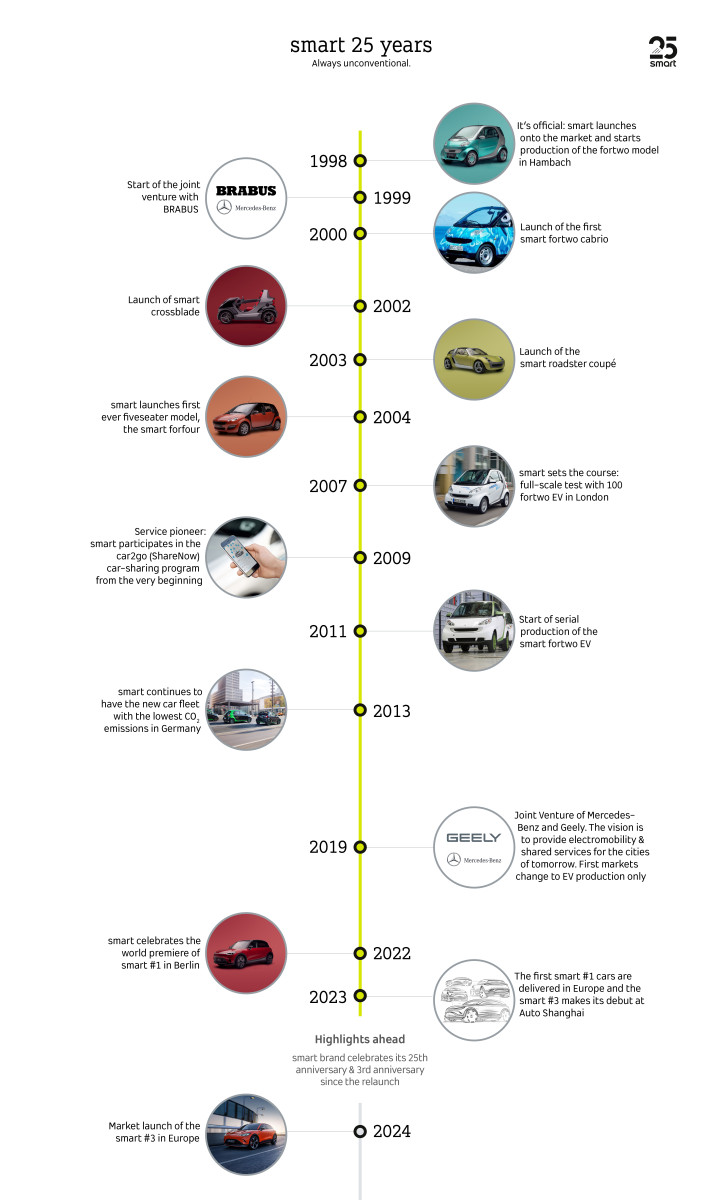 smart 25 years
Always unconventional.
25
smart
1998
It's official: smart launches
onto the market and starts
production of the fortwo model
in Hambach
Start of the joint
venture with
BRABUS
BRABUS
Mercedes-Benz
1999
2000
Launch of the first
smart fortwo cabrio
Launch of smart
crossblade
2002
2003
Launch of the
smart roadster coupé
smart launches first
ever fiveseater model,
the smart forfour
2004
2007
smart sets the course:
full-scale test with 100
fortwo EV in London
Service pioneer:
smart participates in the
car2go (ShareNow)
car-sharing program
from the very beginning
2009
2011
Start of serial
production of the
smart fortwo EV
smart continues to
have the new car fleet
with the lowest CO₂
emissions in Germany
2013
2019
GEELY
Mercedes-Benz
Joint Venture of Mercedes-
Benz and Geely. The vision is
to provide electromobility &
shared services for the cities
of tomorrow. First markets
change to EV production only
smart celebrates the
world premiere of
smart #1 in Berlin
2022
2023
The first smart #1 cars are
delivered in Europe and the
smart #3 makes its debut at
Auto Shanghai
Highlights ahead
smart brand celebrates its 25th
anniversary & 3rd anniversary
since the relaunch
Market launch of the
smart #3 in Europe
2024